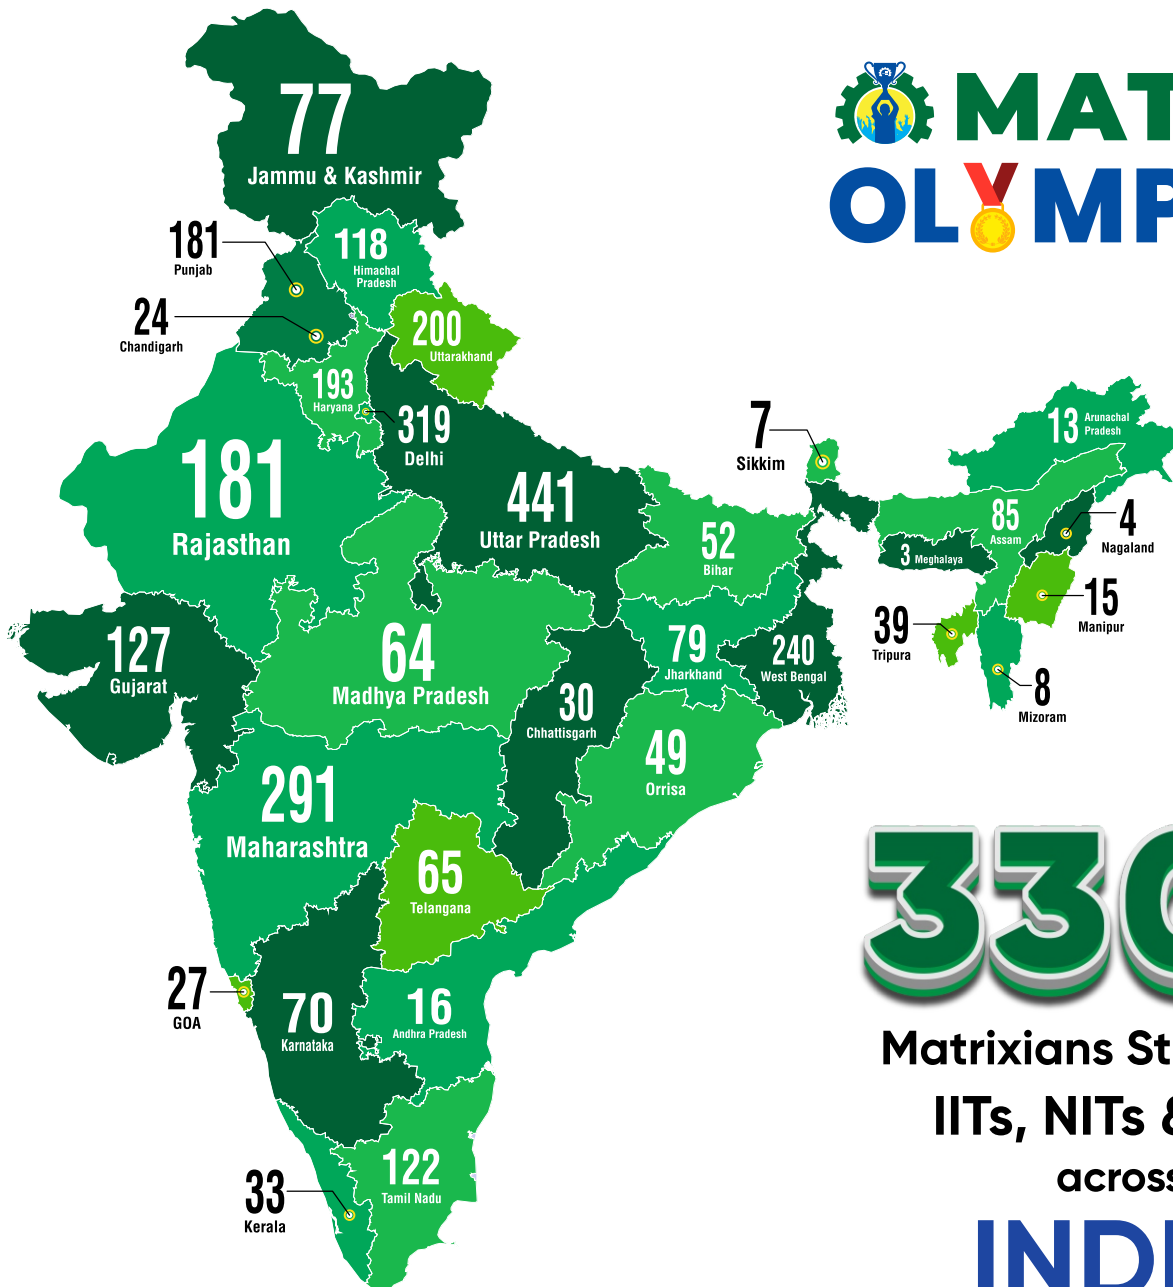 MAT
OLYMP
77
Jammu & Kashmir
181
Punjab
118
Himachal
Pradesh
24
Chandigarh
200
Uttarakhand
193
Haryana
319
Delhi
181
Rajasthan
441
Uttar Pradesh
7
Sikkim
13
Arunachal
Pradesh
52
Bihar
85
Assam
4
Nagaland
3 Meghalaya
15
Manipur
39
Tripura
8
Mizoram
127
Gujarat
64
Madhya Pradesh
79
Jharkhand
240
West Bengal
30
Chhattisgarh
49
Orrisa
291
Maharashtra
65
Telangana
27
GOA
70
Karnataka
16
Andhra Pradesh
122
Tamil Nadu
33
Kerala
330
Matrixians St
IITs, NITs &
across
INDI